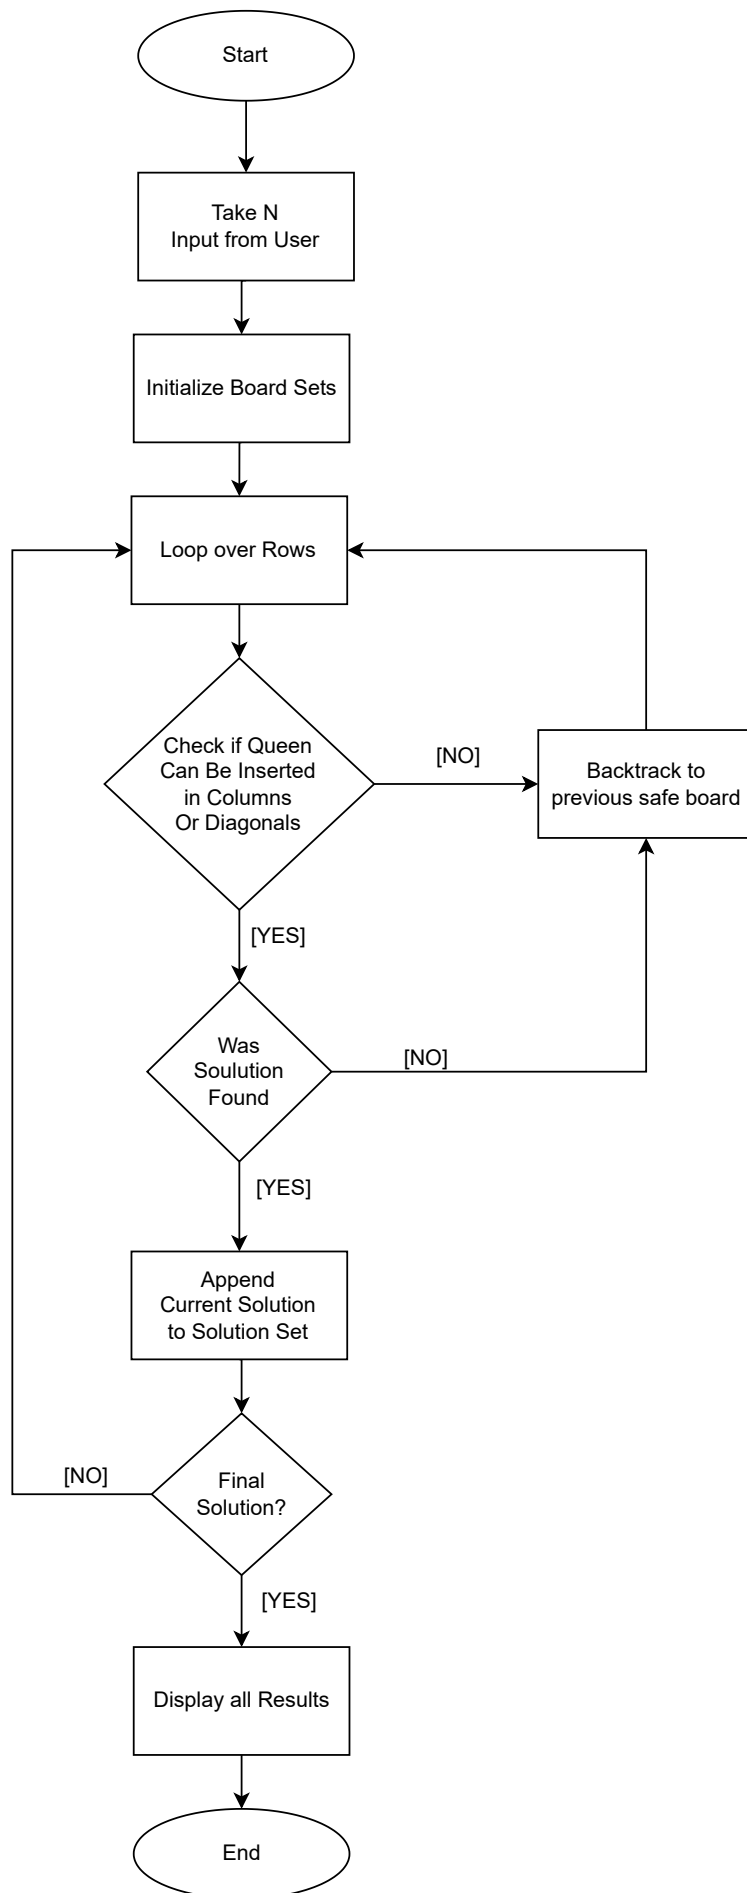 Start
Take N
Input from User
Initialize Board Sets
Loop over Rows
Check if Queen
Can Be Inserted
in Columns
Or Diagonals
[NO]
Backtrack to
previous safe board
[YES]
Was
Soulution
Found
[NO]
[YES]
Append
Current Solution
to Solution Set
[NO]
Final
Solution?
[YES]
Display all Results
End